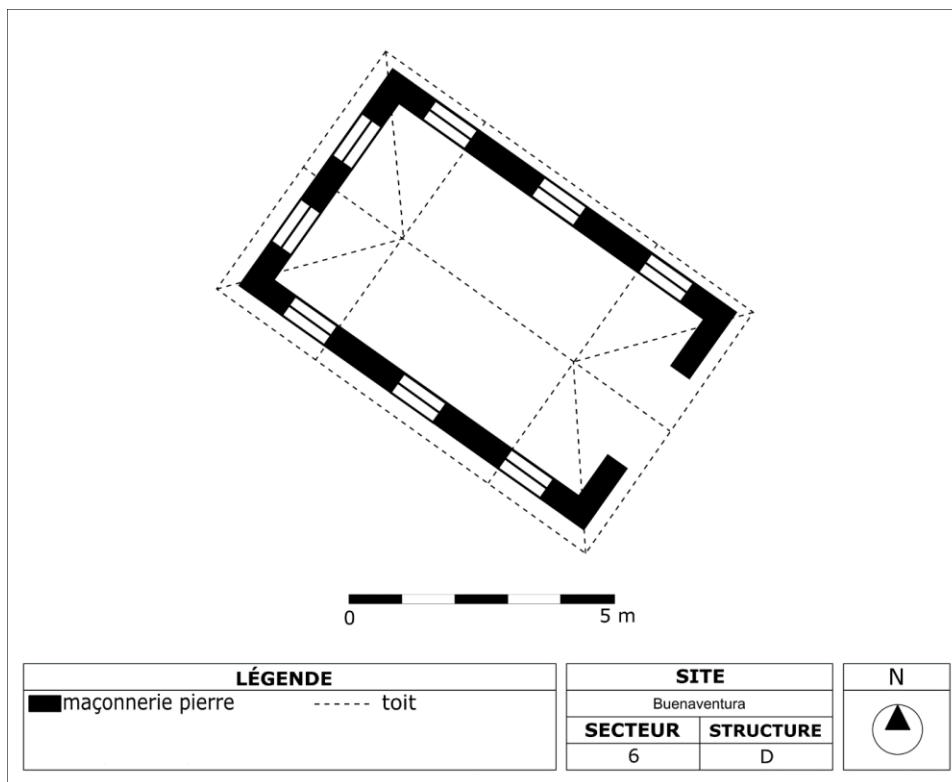 0 5 m
LÉGENDE
maçonnerie pierre toit
SITE
Buenaventura
SECTEUR STRUCTURE
6 D
N